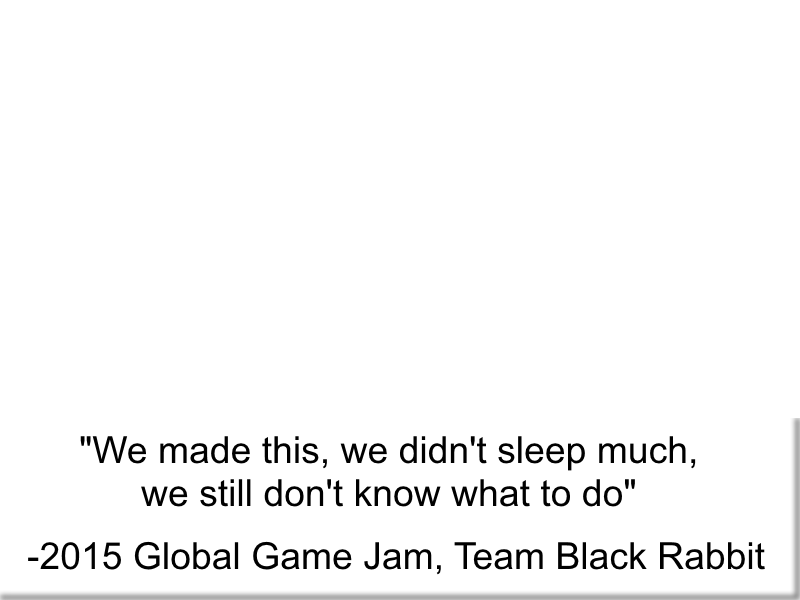 "We made this, we didn't sleep much,
we still don't know what to do"
-2015 Global Game Jam, Team Black Rabbit